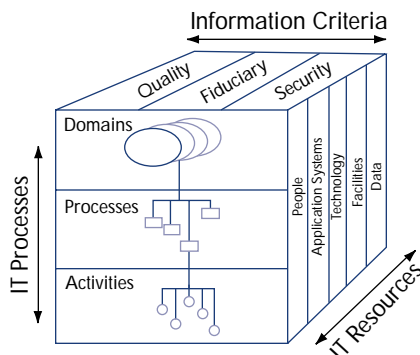 Information Criteria
Quality
Fiduciary
Security
Domains
Processes
Activities
IT Processes
People
Application Systems
Technology
Facilities
Data
IT Resources